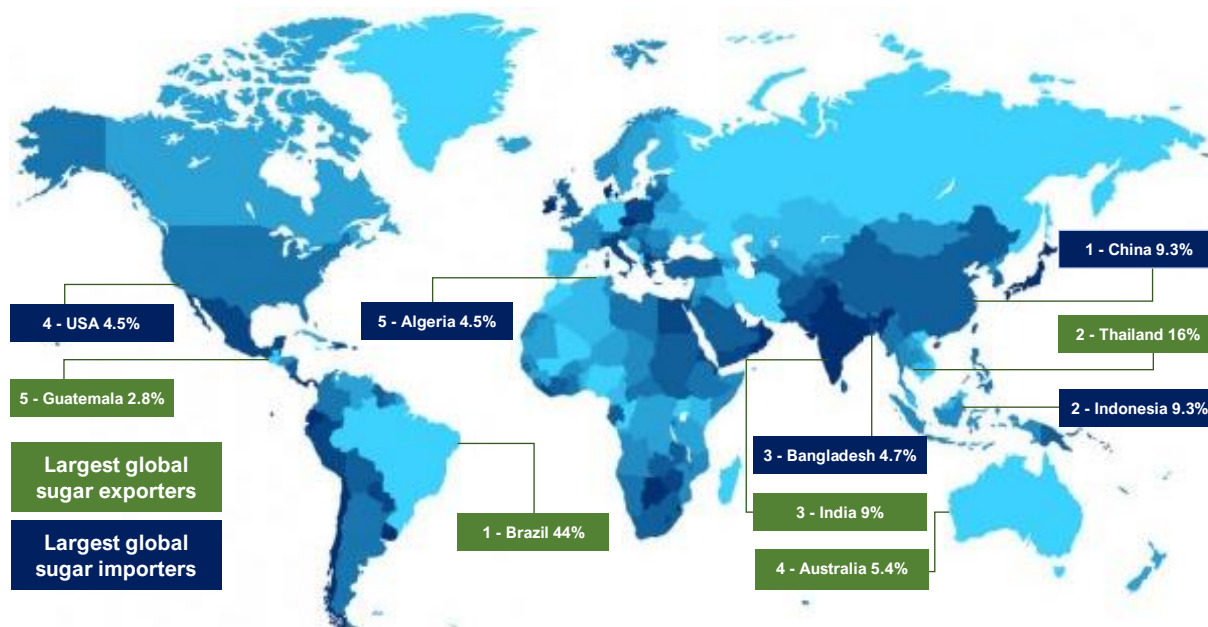 1 - China 9.3%
4 - USA 4.5%
5 - Algeria 4.5%
2 - Thailand 16%
5 - Guatemala 2.8%
2 - Indonesia 9.3%
3 - Bangladesh 4.7%
Largest global
sugar exporters
3 - India 9%
1 - Brazil 44%
Largest global
sugar importers
4 - Australia 5.4%